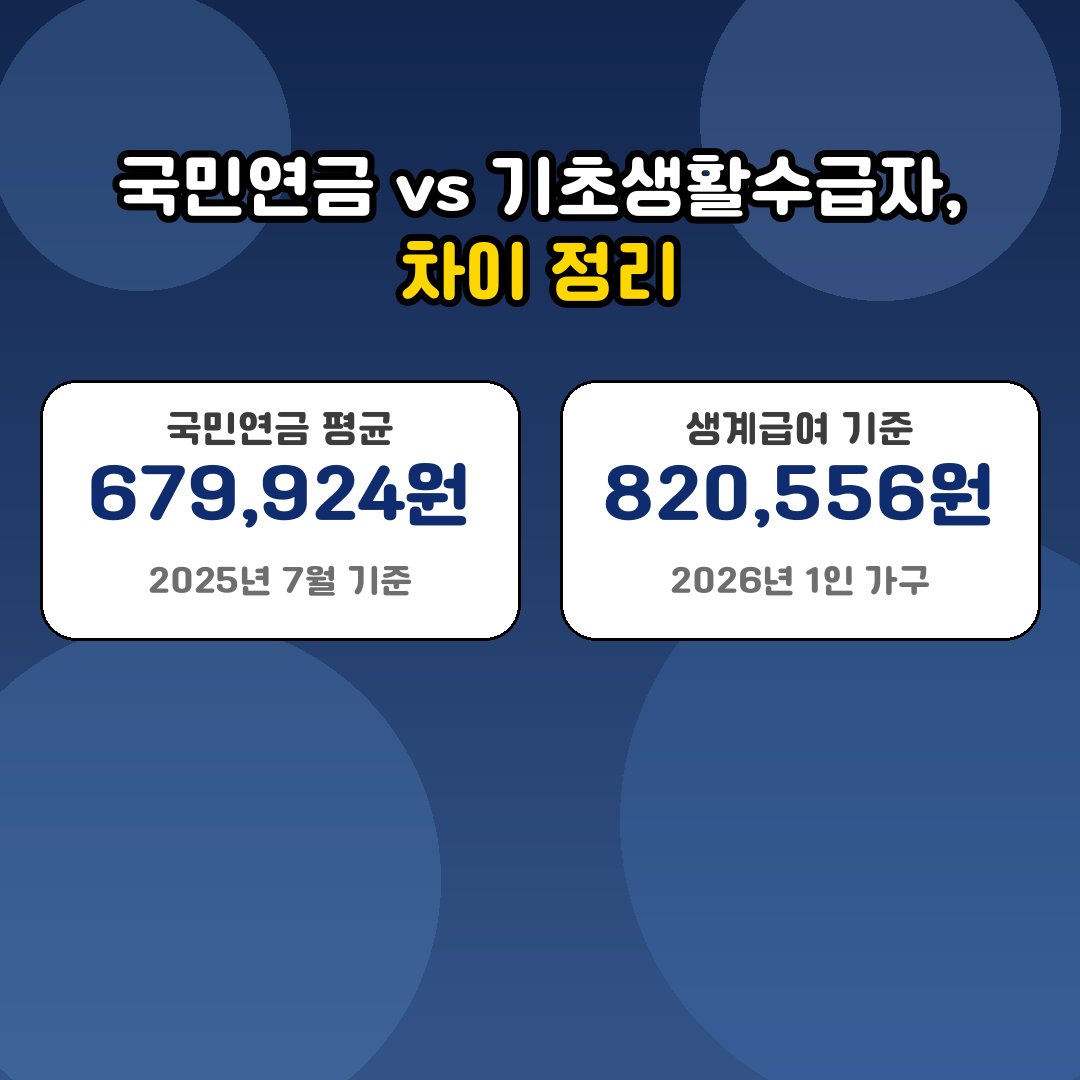 국민연금 vs 기초생활수급자,
차이 정리
국민연금 평균
679,924원
2025년 7월 기준
생계급여 기준
820,556원
2026년 1인 가구